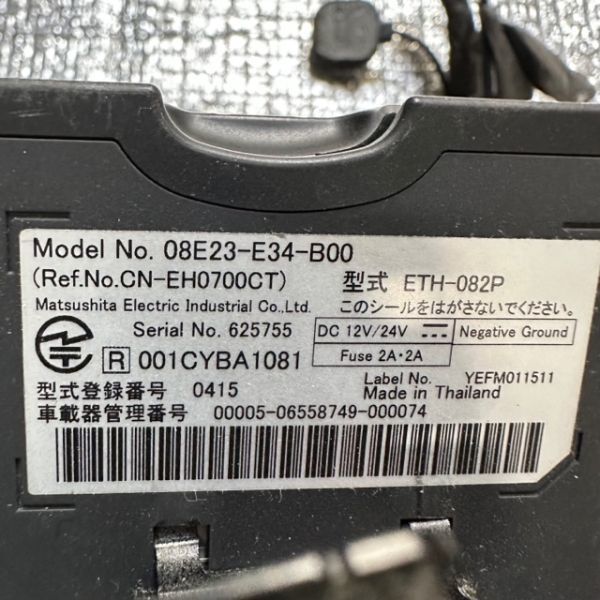 Model No. 08E23-E34-B00
(Ref.No.CN-EH0700CT) 型式 ETH-082P
Matsushita Electric Industrial Co.,Ltd. このシールをはがさないでください。
Serial No. 625755 DC 12V/24V Negative Ground
Fuse 2A・2A
R 001CYBA1081
Label No. YEFM011511
型式登録番号 0415 Made in Thailand
車載器管理番号 00005-06558749-000074